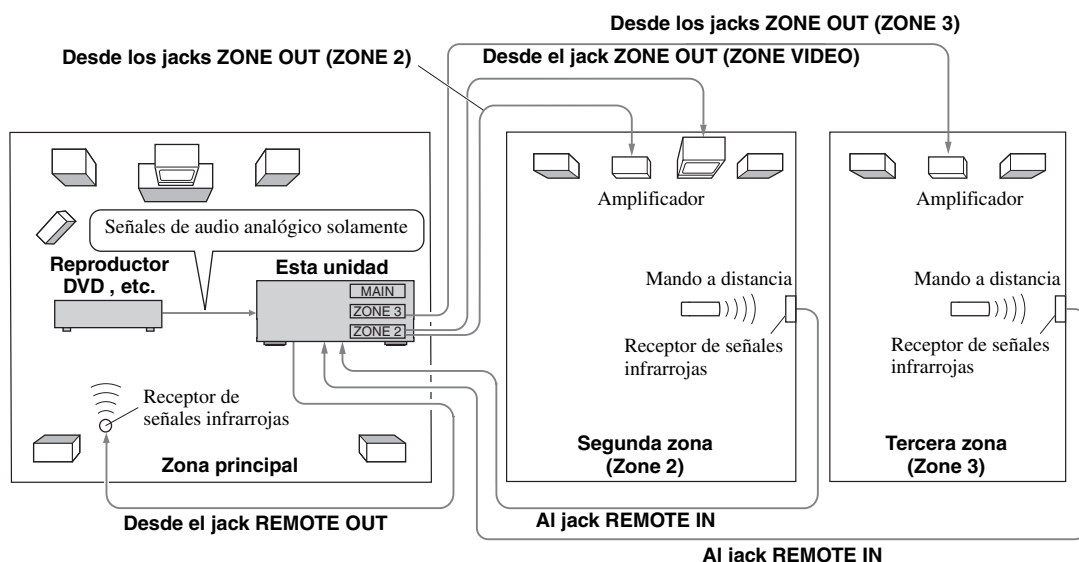 Desde los jacks ZONE OUT (ZONE 3)
Desde los jacks ZONE OUT (ZONE 2)
Desde el jack ZONE OUT (ZONE VIDEO)
Señales de audio analógico solamente
Reproductor
DVD , etc.
Esta unidad
MAIN
ZONE 3
ZONE 2
Receptor de
señales infrarrojas
Zona principal
Desde el jack REMOTE OUT
Amplificador
Mando a distancia
Receptor de señales
infrarrojas
Segunda zona
(Zone 2)
Al jack REMOTE IN
Amplificador
Mando a distancia
Receptor de señales
infrarrojas
Tercera zona
(Zone 3)
Al jack REMOTE IN